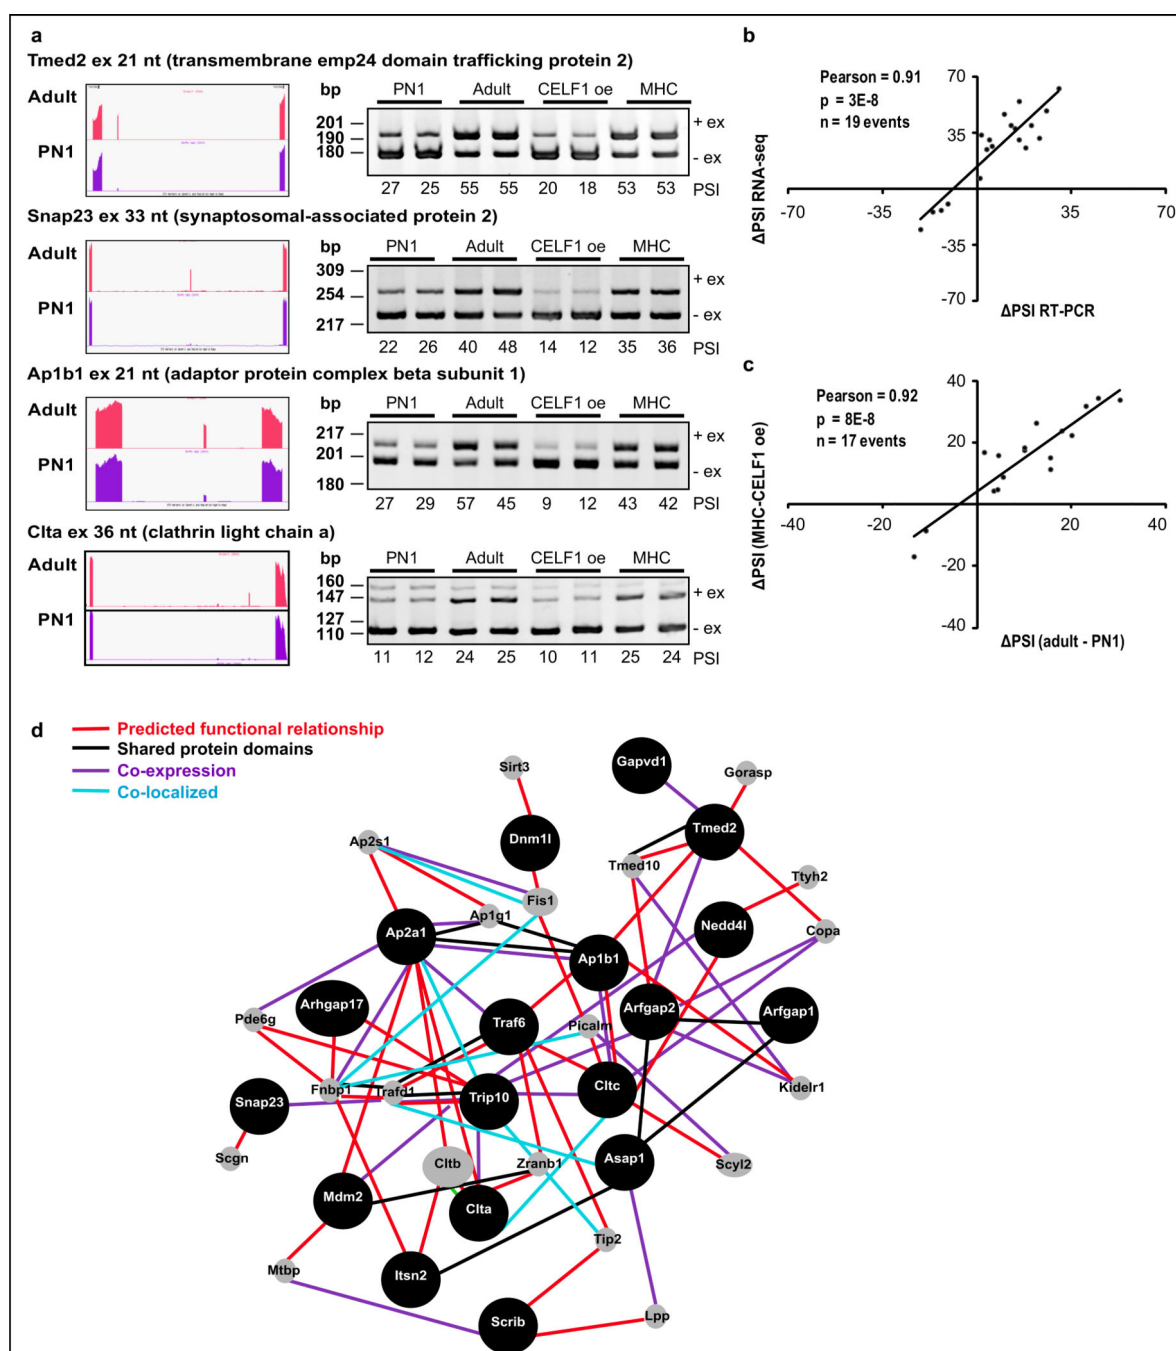 a
Tmed2 ex 21 nt (transmembrane emp24 domain trafficking protein 2)
Adult
PN1
bp PN1 Adult CELF1 oe MHC
201
190
180
+ ex
- ex
27 25 55 55 20 18 53 53 PSI
Snap23 ex 33 nt (synaptosomal-associated protein 2)
Adult
PN1
bp PN1 Adult CELF1 oe MHC
309
254
217
+ ex
- ex
22 26 40 48 14 12 35 36 PSI
Ap1b1 ex 21 nt (adaptor protein complex beta subunit 1)
Adult
PN1
bp PN1 Adult CELF1 oe MHC
217
201
180
+ ex
- ex
27 29 57 45 9 12 43 42 PSI
Clta ex 36 nt (clathrin light chain a)
Adult
PN1
bp PN1 Adult CELF1 oe MHC
160
147
127
110
+ ex
- ex
11 12 24 25 10 11 25 24 PSI
b
Pearson = 0.91
p = 3E-8
n = 19 events
70
35
-35
-70
-70 -35 35 70
ΔPSI RNA-seq
ΔPSI RT-PCR
c
Pearson = 0.92
p = 8E-8
n = 17 events
40
20
-20
-40
-40 -20 20 40
ΔPSI (MHC-CELF1 oe)
ΔPSI (adult - PN1)
d
Predicted functional relationship
Shared protein domains
Co-expression
Co-localized
Sirt3
Gapvd1
Gorasp
Dnm1l
Tmed2
Ap2s1
Tmed10
Ttyh2
Fis1
Ap1g1
Nedd4l
Copa
Ap2a1
Ap1b1
Arhgap17
Arfgap2
Arfgap1
Pde6g
Traf6
Picalm
Fnbp1
Trafd1
Trip10
Cltc
Kidelr1
Snap23
Scgn
Cltb
Zranb1
Asap1
Scyl2
Mdm2
Clta
Tip2
Mtbp
Itsn2
Scrib
Lpp